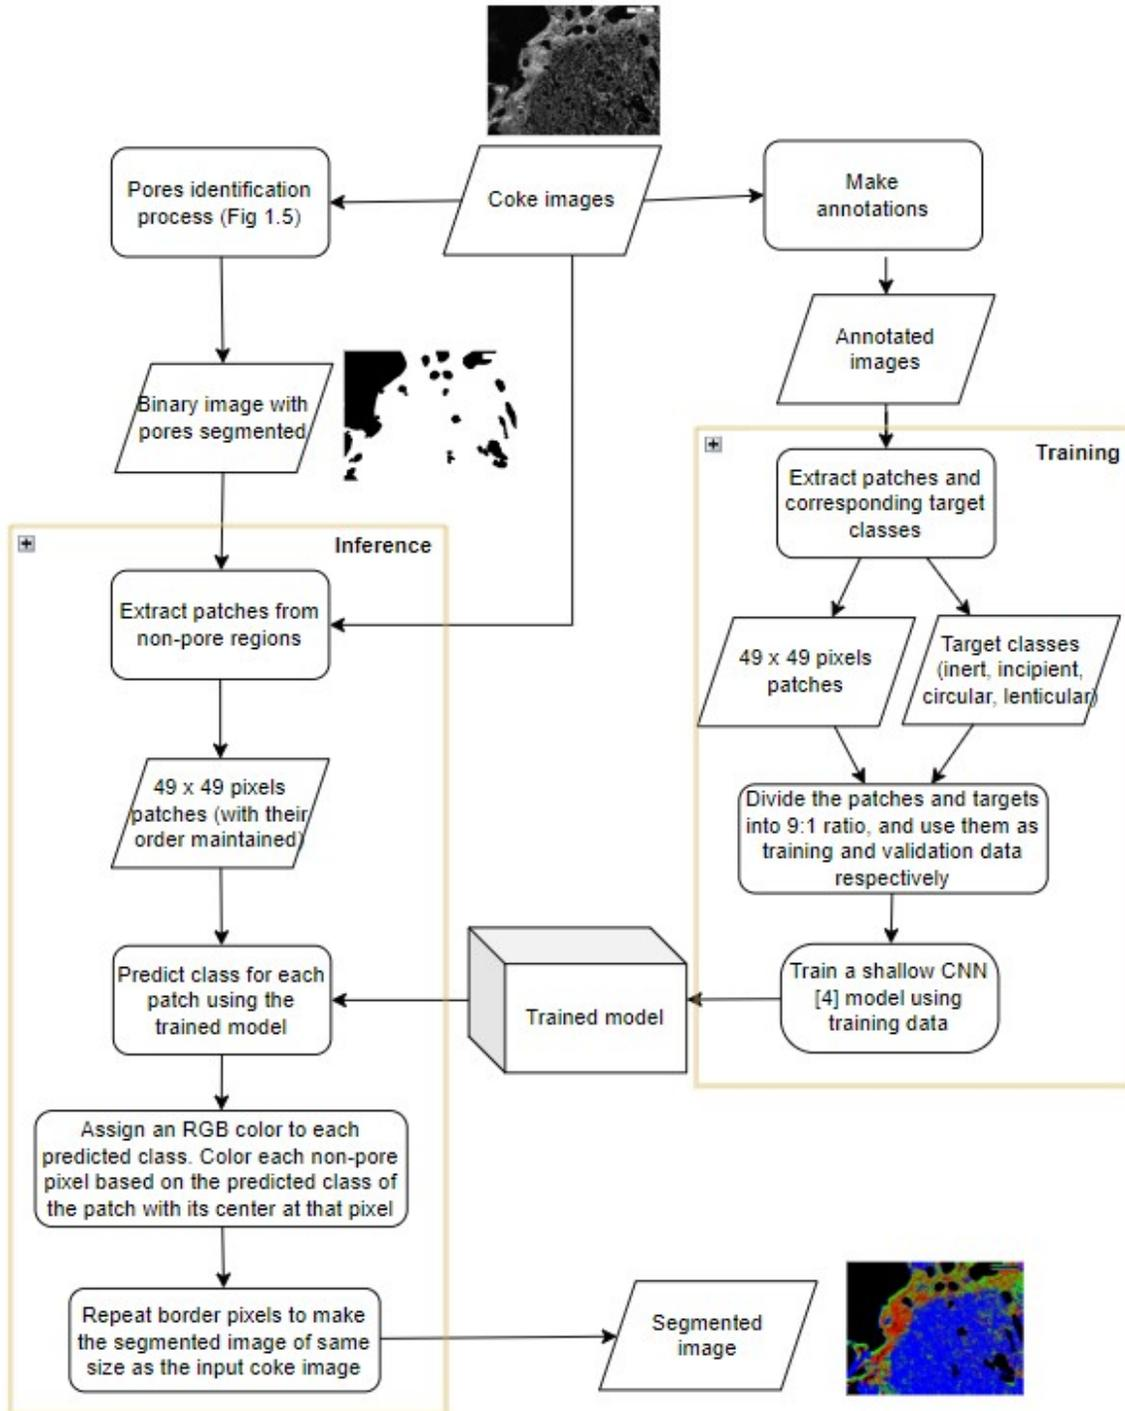 Pores identification
process (Fig 1.5)
Coke images
Make
annotations
Annotated
images
Binary image with
pores segmented
Training
Extract patches and
corresponding target
classes
Inference
Extract patches from
non-pore regions
49 x 49 pixels
patches
Target classes
(inert, incipient,
circular, lenticular)
49 x 49 pixels
patches (with their
order maintained)
Divide the patches and targets
into 9:1 ratio, and use them as
training and validation data
respectively
Predict class for each
patch using the
trained model
Trained model
Train a shallow CNN
[4] model using
training data
Assign an RGB color to each
predicted class. Color each non-pore
pixel based on the predicted class of
the patch with its center at that pixel
Repeat border pixels to make
the segmented image of same
size as the input coke image
Segmented
image